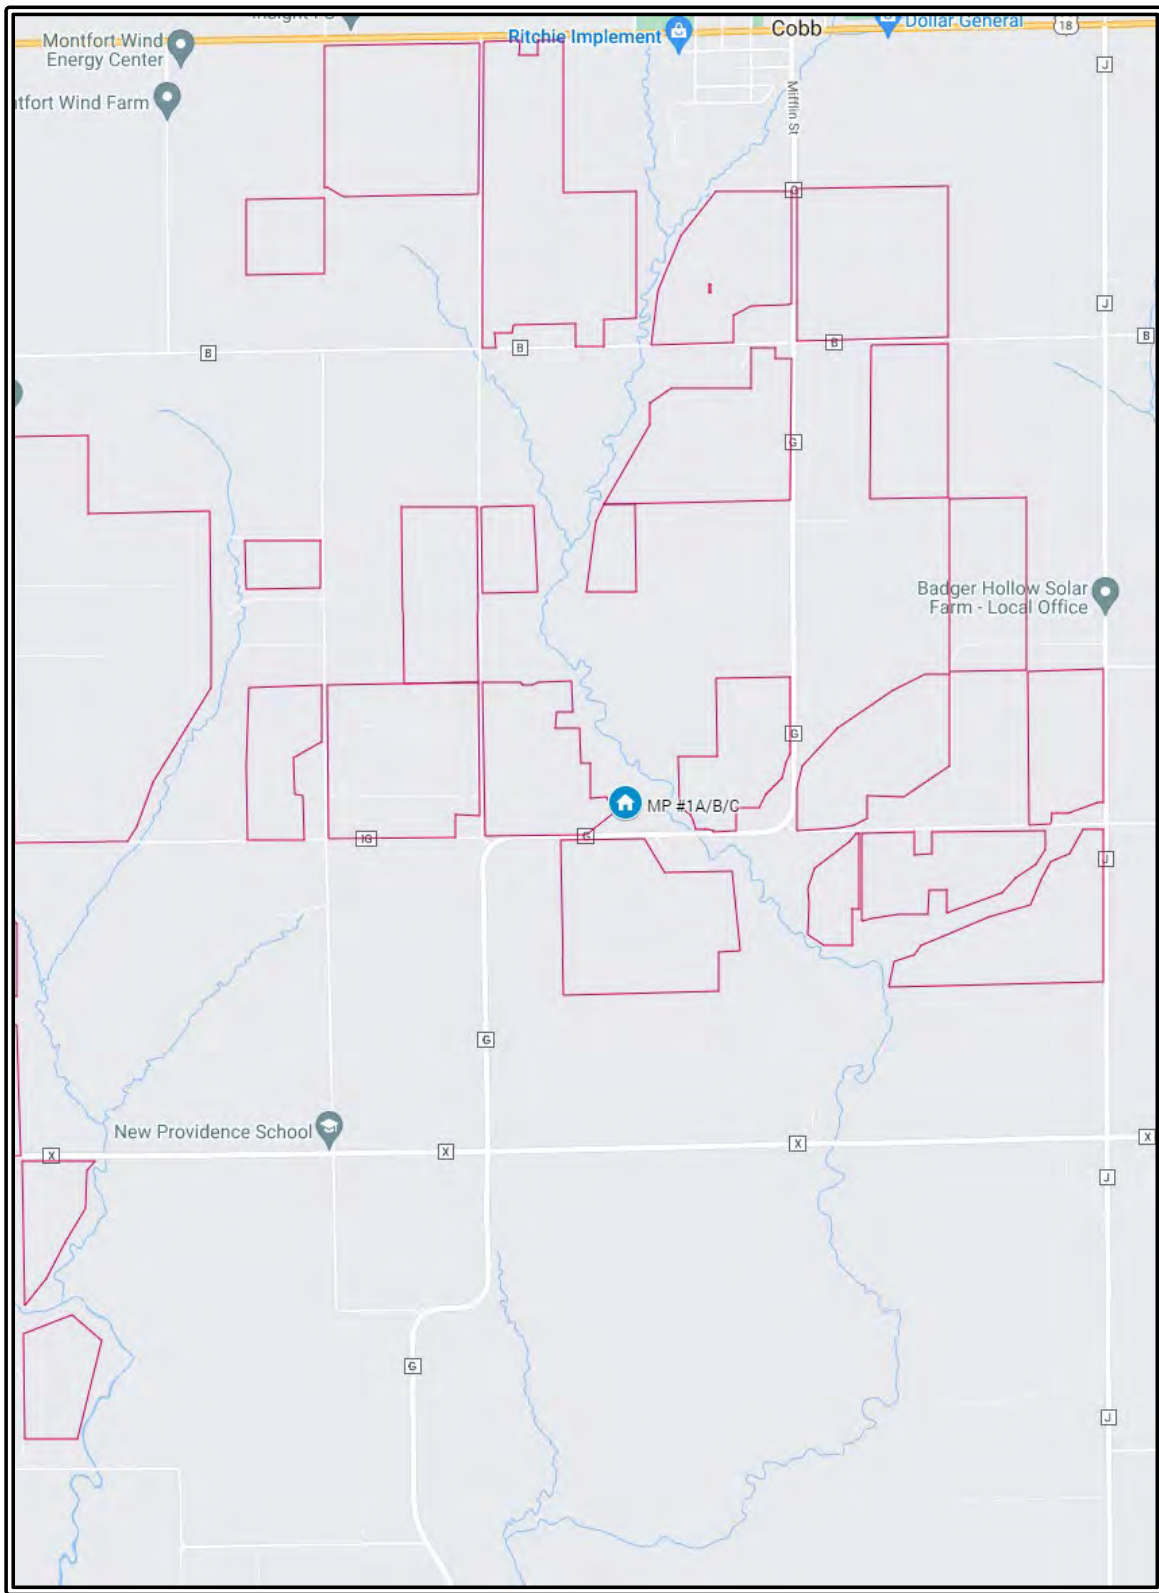 Ritchie Implement
Cobb
Dollar General
18
Montfort Wind
Energy Center
tfort Wind Farm
J
Mifflin St
G
J
B
B
B
B
G
Badger Hollow Solar
Farm - Local Office
G
MP #1A/B/C
IG
G
J
G
New Providence School
X
X
X
X
J
G
J